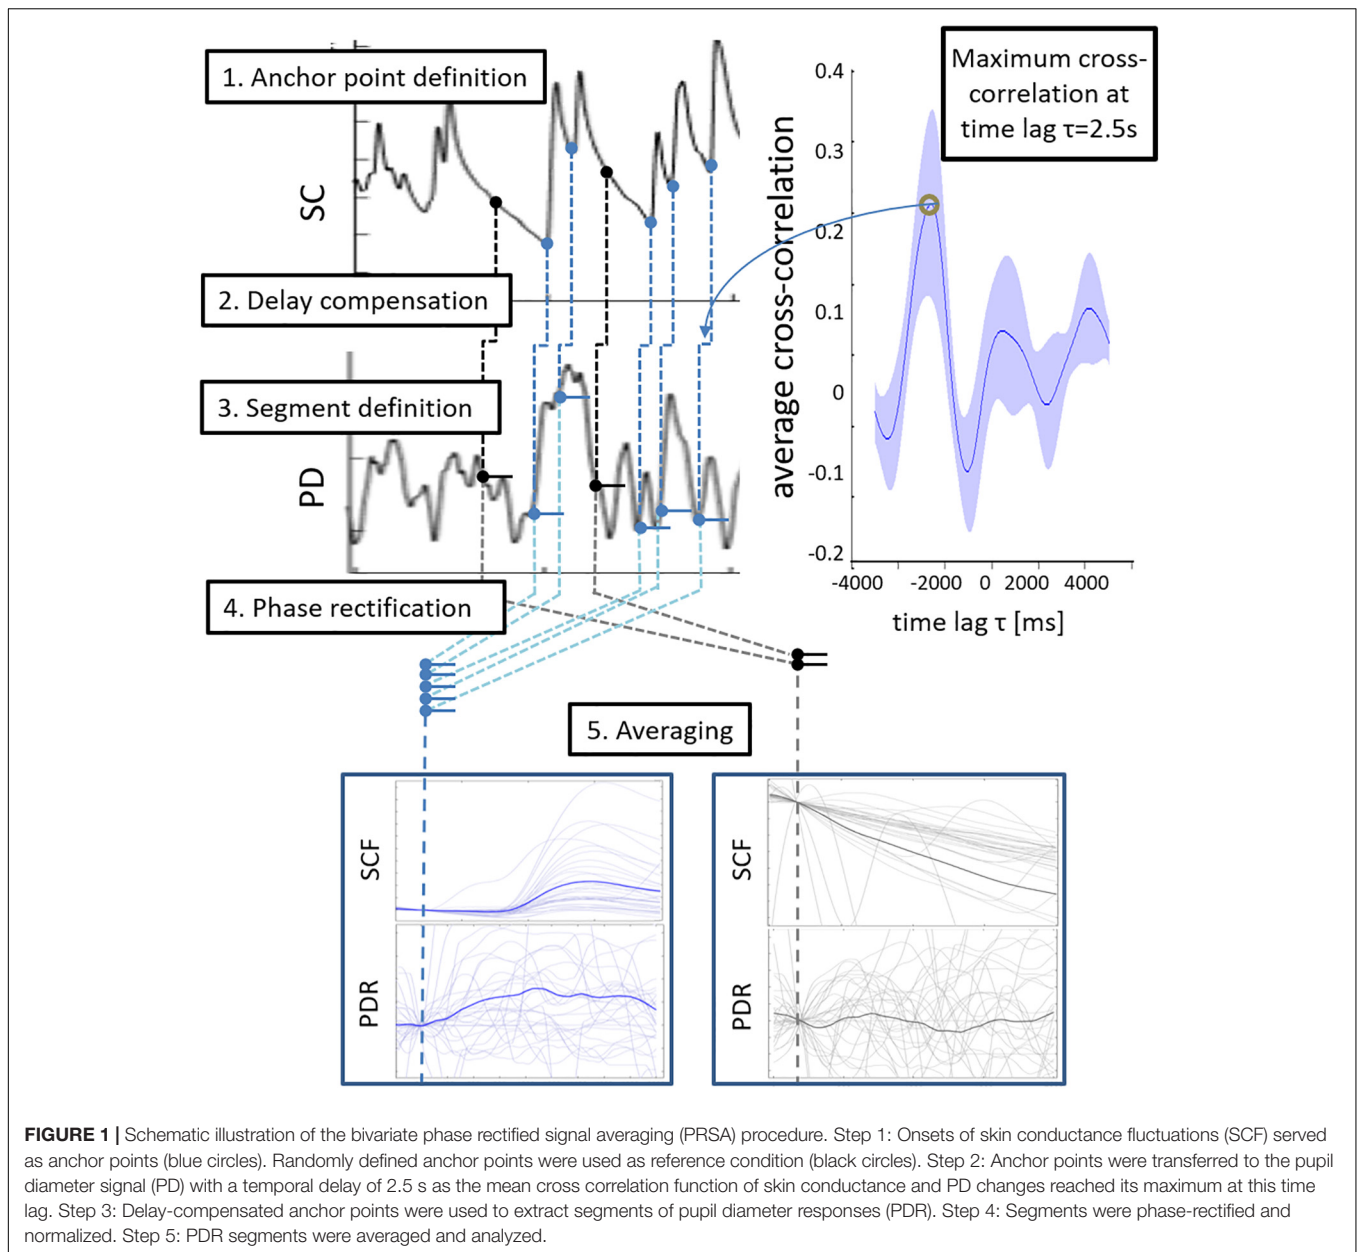 1. Anchor point definition
SC
2. Delay compensation
3. Segment definition
PD
4. Phase rectification
Maximum cross-
correlation at
time lag τ=2.5s
average cross-correlation
0.4
0.3
0.2
0.1
0
-0.1
-0.2
-4000 -2000 0 2000 4000
time lag τ [ms]
5. Averaging
SCF
PDR
SCF
PDR
FIGURE 1 | Schematic illustration of the bivariate phase rectified signal averaging (PRSA) procedure. Step 1: Onsets of skin conductance fluctuations (SCF) served
as anchor points (blue circles). Randomly defined anchor points were used as reference condition (black circles). Step 2: Anchor points were transferred to the pupil
diameter signal (PD) with a temporal delay of 2.5 s as the mean cross correlation function of skin conductance and PD changes reached its maximum at this time
lag. Step 3: Delay-compensated anchor points were used to extract segments of pupil diameter responses (PDR). Step 4: Segments were phase-rectified and
normalized. Step 5: PDR segments were averaged and analyzed.